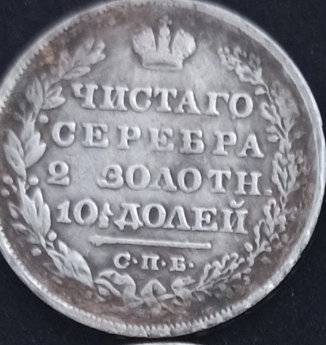 ЧИСТАГО
СЕРЕБРА
2 ЗОЛОТН.
10½ ДОЛЕЙ
С·П·Б·